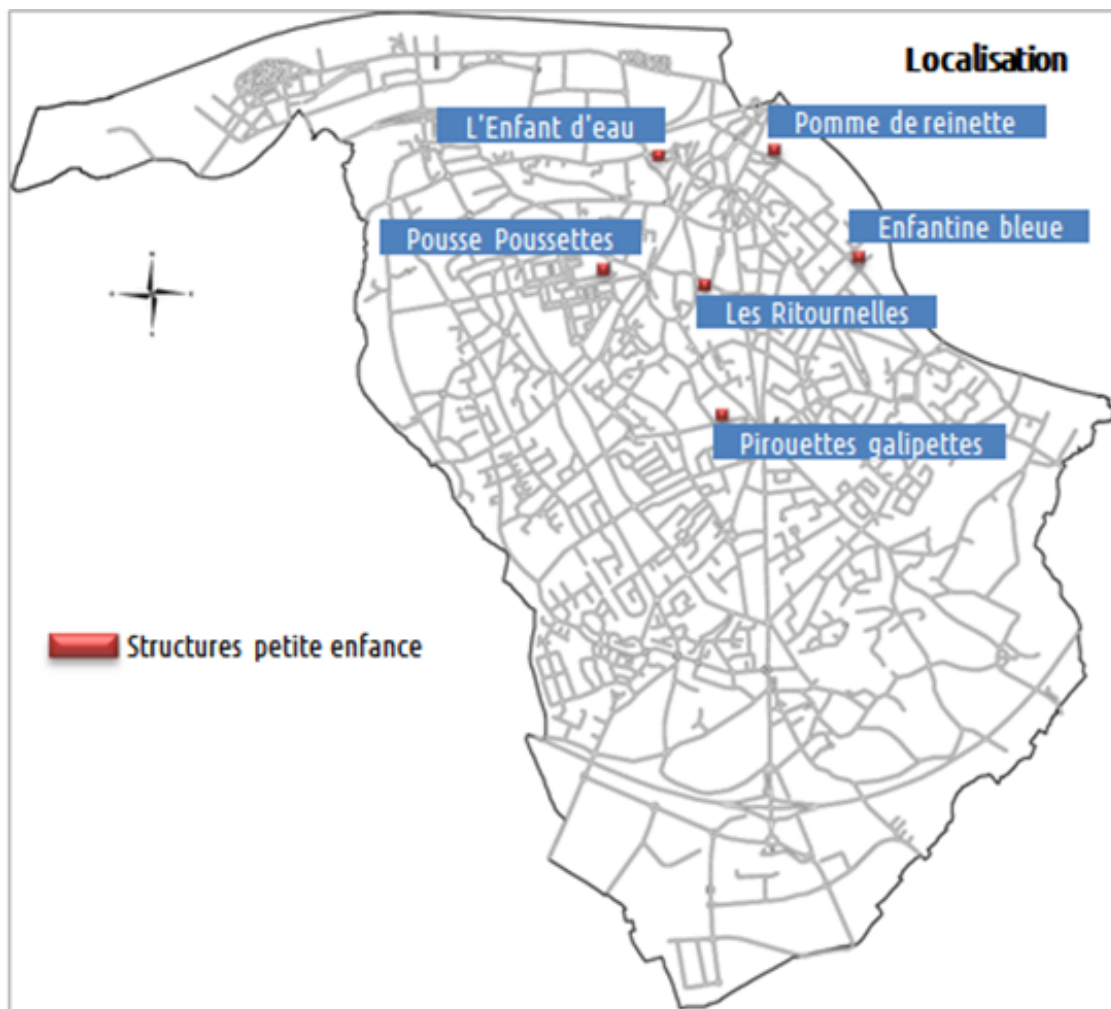 Localisation
L'Enfant d'eau
Pomme de reinette
Pousse Poussettes
Enfantine bleue
Les Ritournelles
Pirouettes galipettes
Structures petite enfance